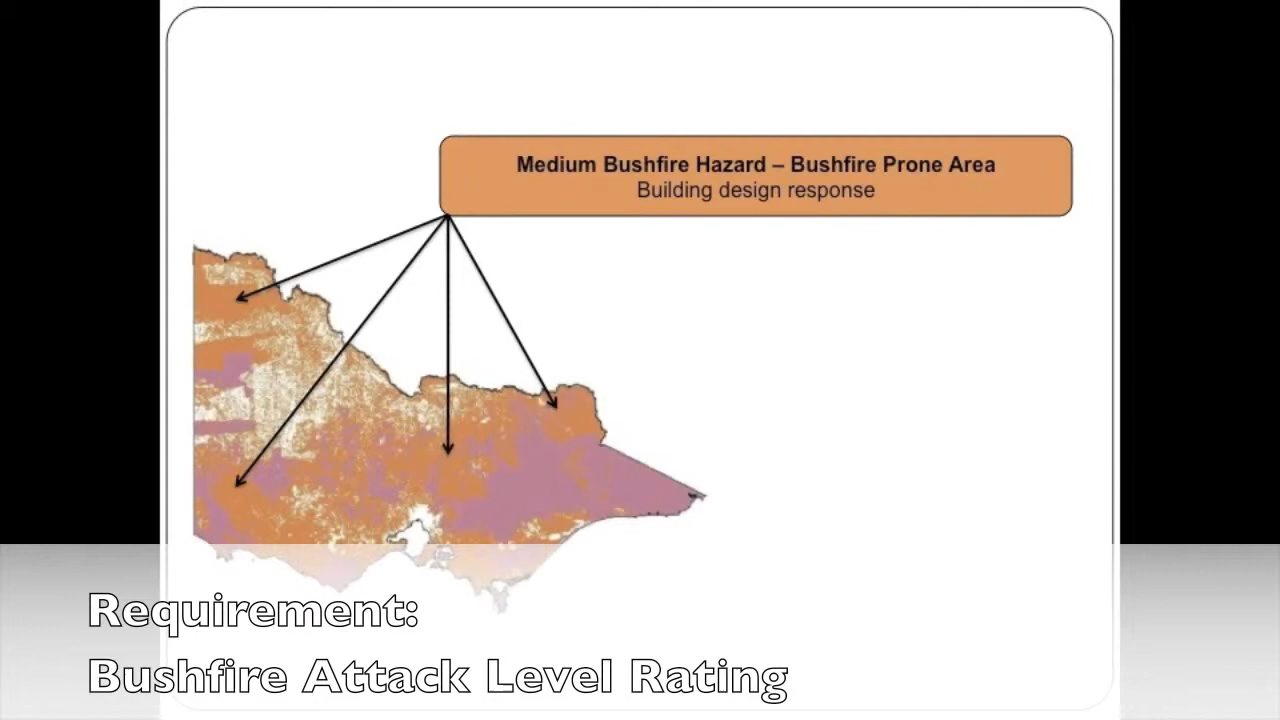 Medium Bushfire Hazard – Bushfire Prone Area
Building design response
Requirement:
Bushfire Attack Level Rating